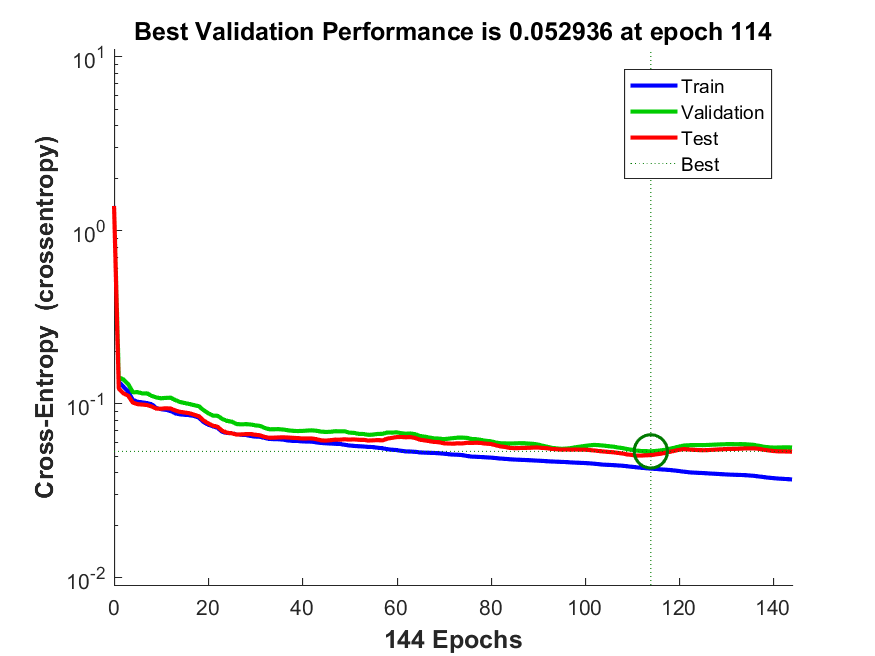 Best Validation Performance is 0.052936 at epoch 114
10^1
10^0
10^-1
10^-2
Cross-Entropy (crossentropy)
Train
Validation
Test
Best
0 20 40 60 80 100 120 140
144 Epochs